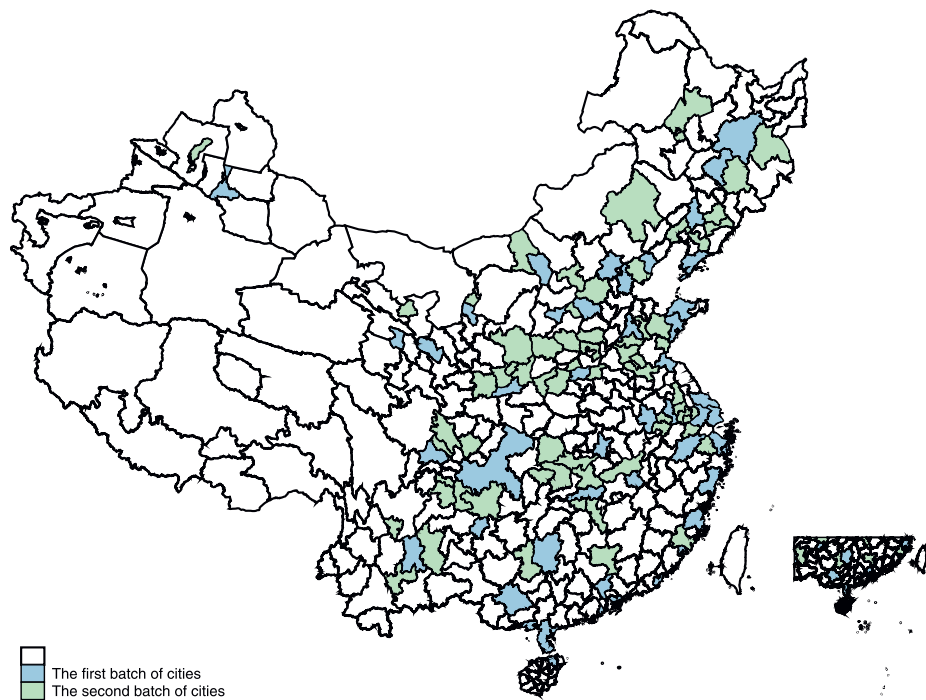 The first batch of cities
The second batch of cities